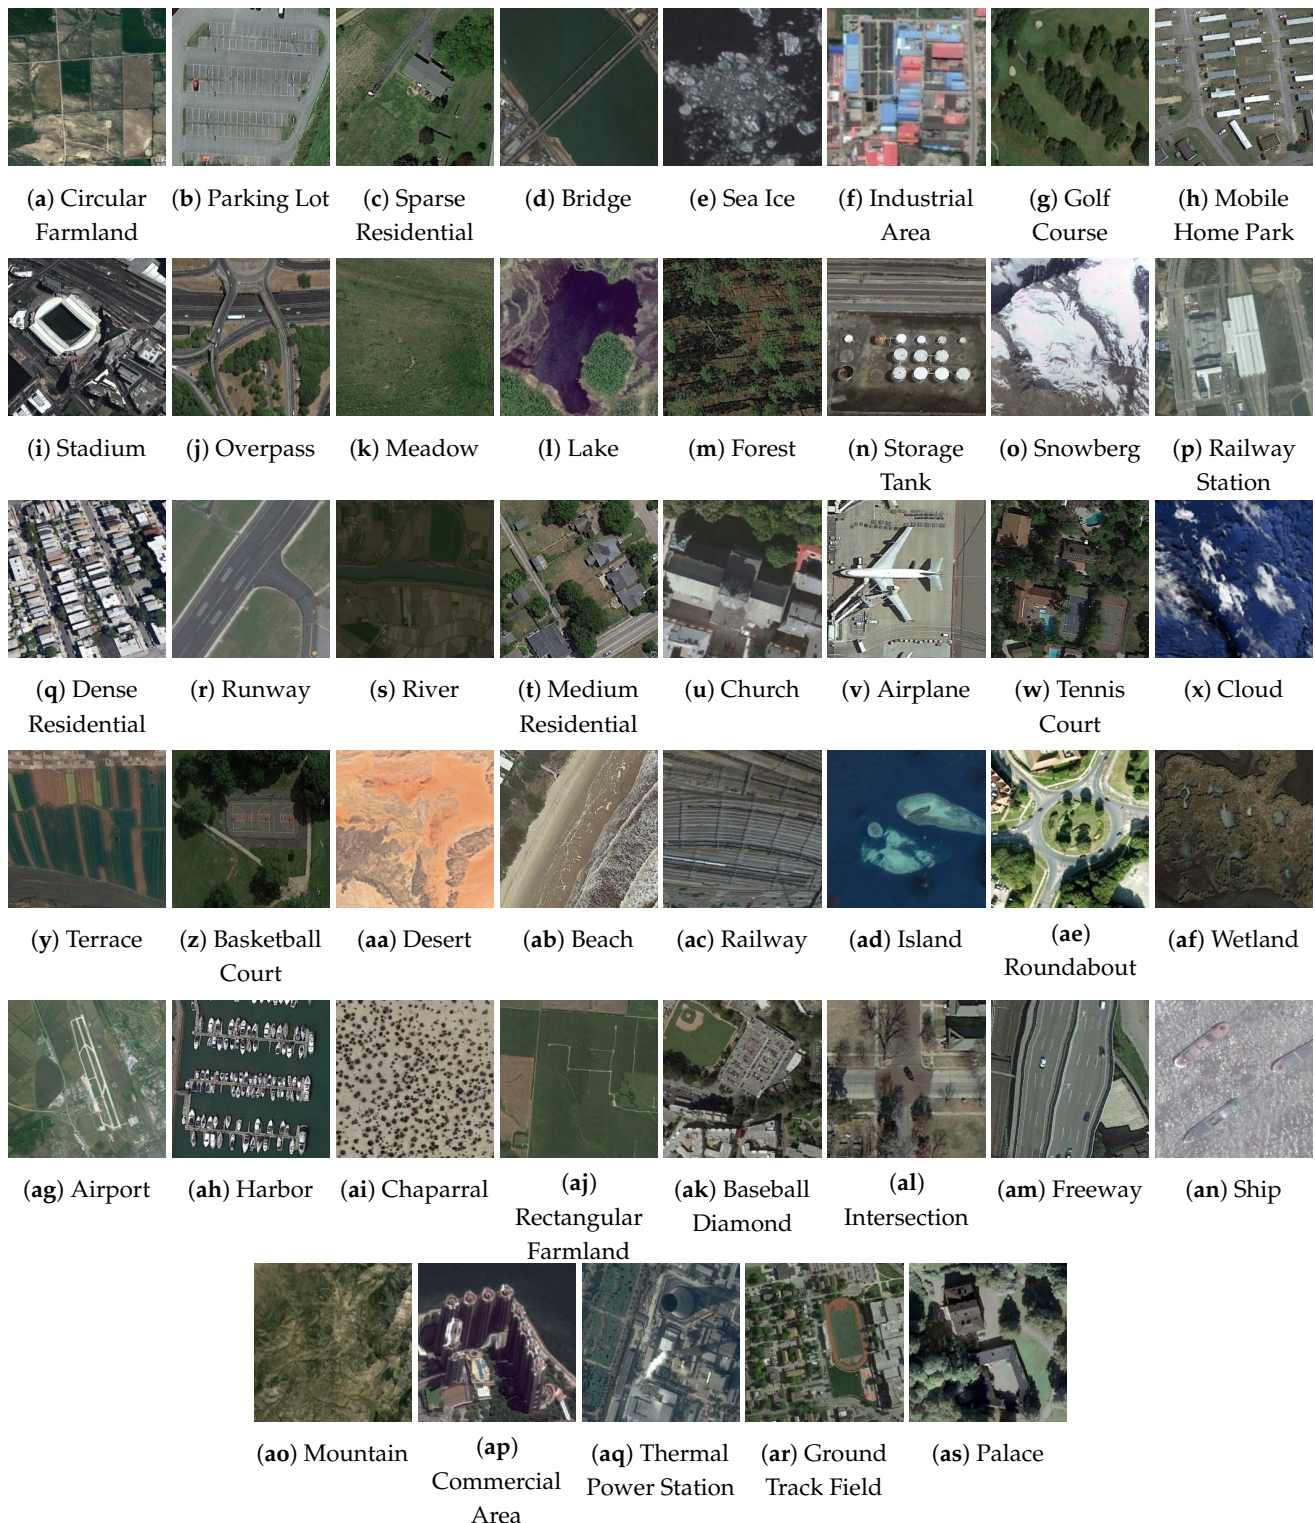 (a) Circular Farmland
(b) Parking Lot
(c) Sparse Residential
(d) Bridge
(e) Sea Ice
(f) Industrial Area
(g) Golf Course
(h) Mobile Home Park
(i) Stadium
(j) Overpass
(k) Meadow
(l) Lake
(m) Forest
(n) Storage Tank
(o) Snowberg
(p) Railway Station
(q) Dense Residential
(r) Runway
(s) River
(t) Medium Residential
(u) Church
(v) Airplane
(w) Tennis Court
(x) Cloud
(y) Terrace
(z) Basketball Court
(aa) Desert
(ab) Beach
(ac) Railway
(ad) Island
(ae) Roundabout
(af) Wetland
(ag) Airport
(ah) Harbor
(ai) Chaparral
(aj) Rectangular Farmland
(ak) Baseball Diamond
(al) Intersection
(am) Freeway
(an) Ship
(ao) Mountain
(ap) Commercial Area
(aq) Thermal Power Station
(ar) Ground Track Field
(as) Palace